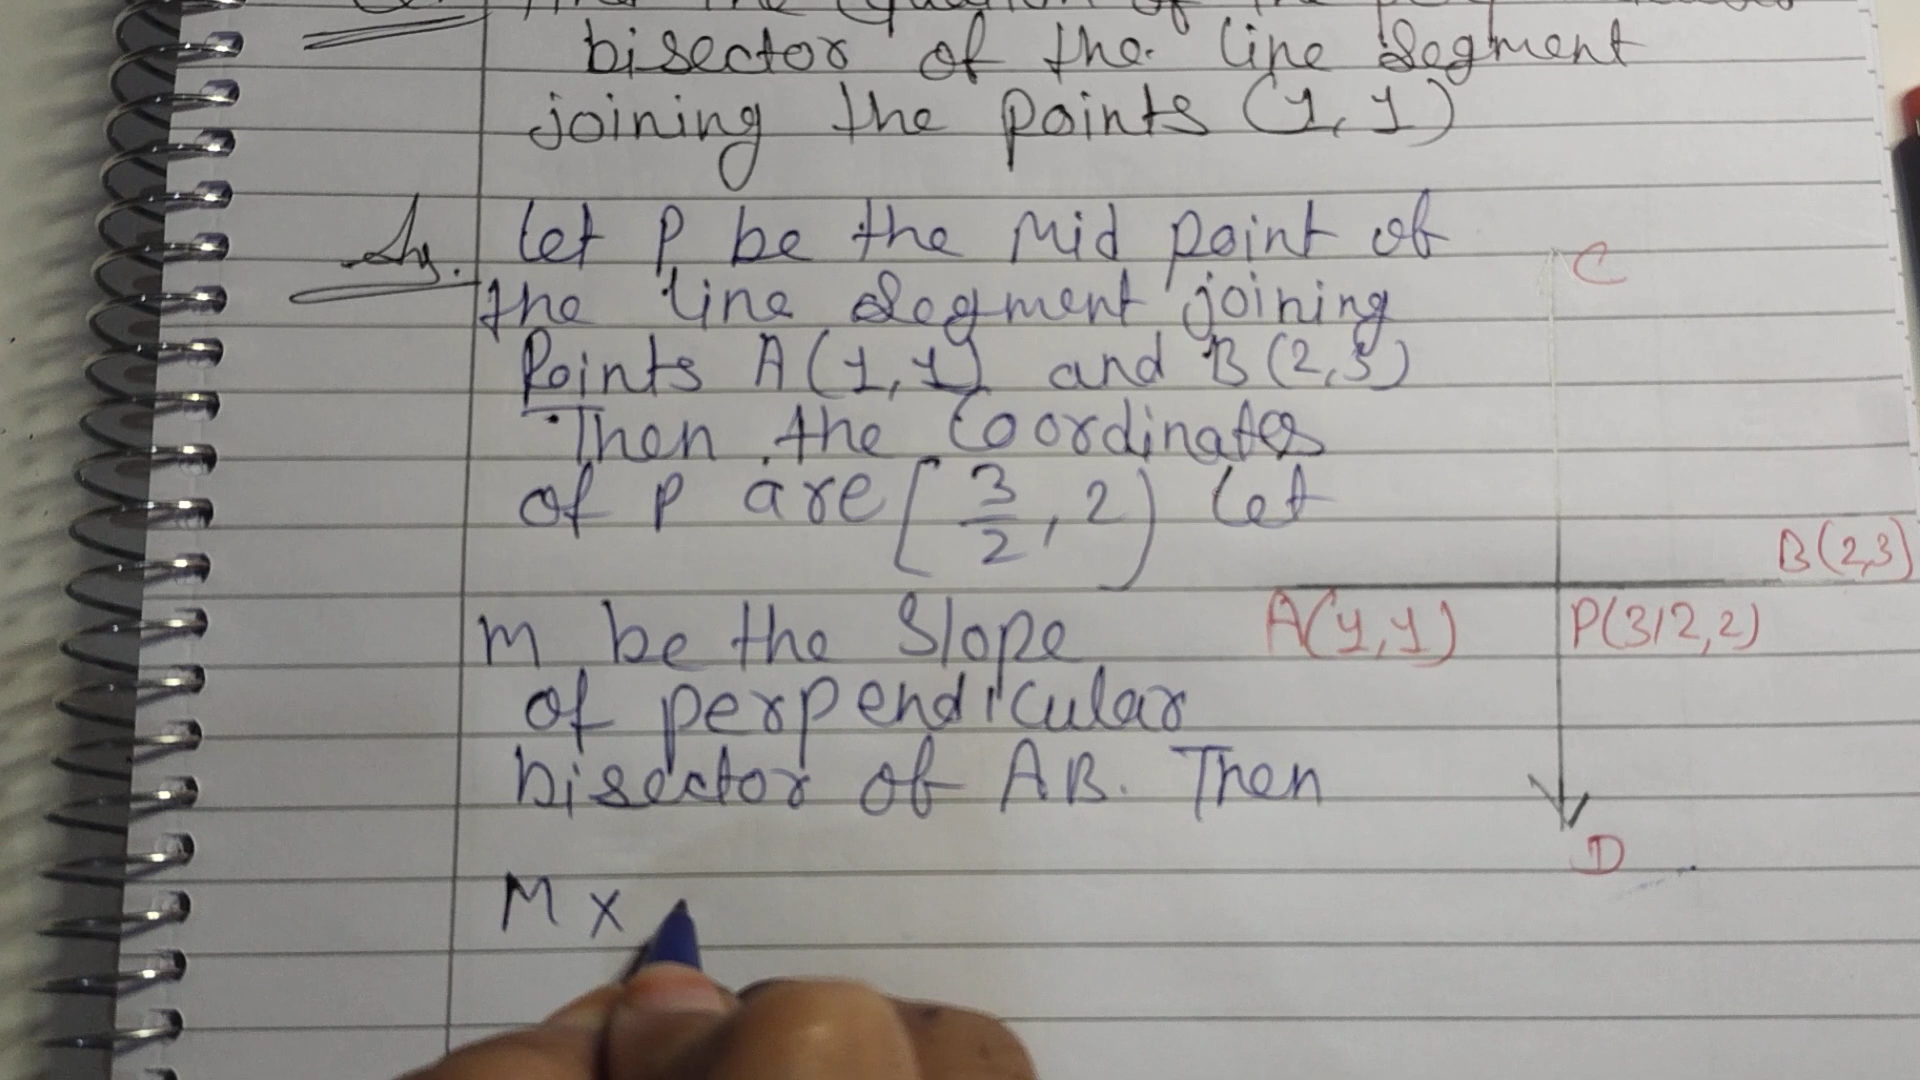 bisector of the line segment
joining the points (1, 1)
Ans. Let P be the mid point of
the line segment joining
Points A(1,1) and B(2,3)
Then the Coordinates
of P are [3/2, 2) Let
m be the Slope
of perpendicular
bisector of AB. Then
M x
C
B(2,3)
A(1,1)
P(3/2,2)
D